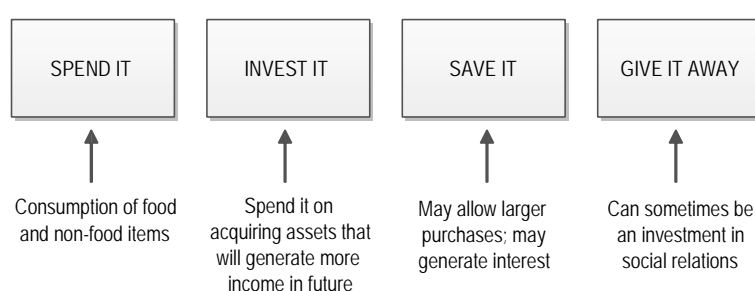 SPEND IT
INVEST IT
SAVE IT
GIVE IT AWAY
Consumption of food
and non-food items
Spend it on
acquiring assets that
will generate more
income in future
May allow larger
purchases; may
generate interest
Can sometimes be
an investment in
social relations